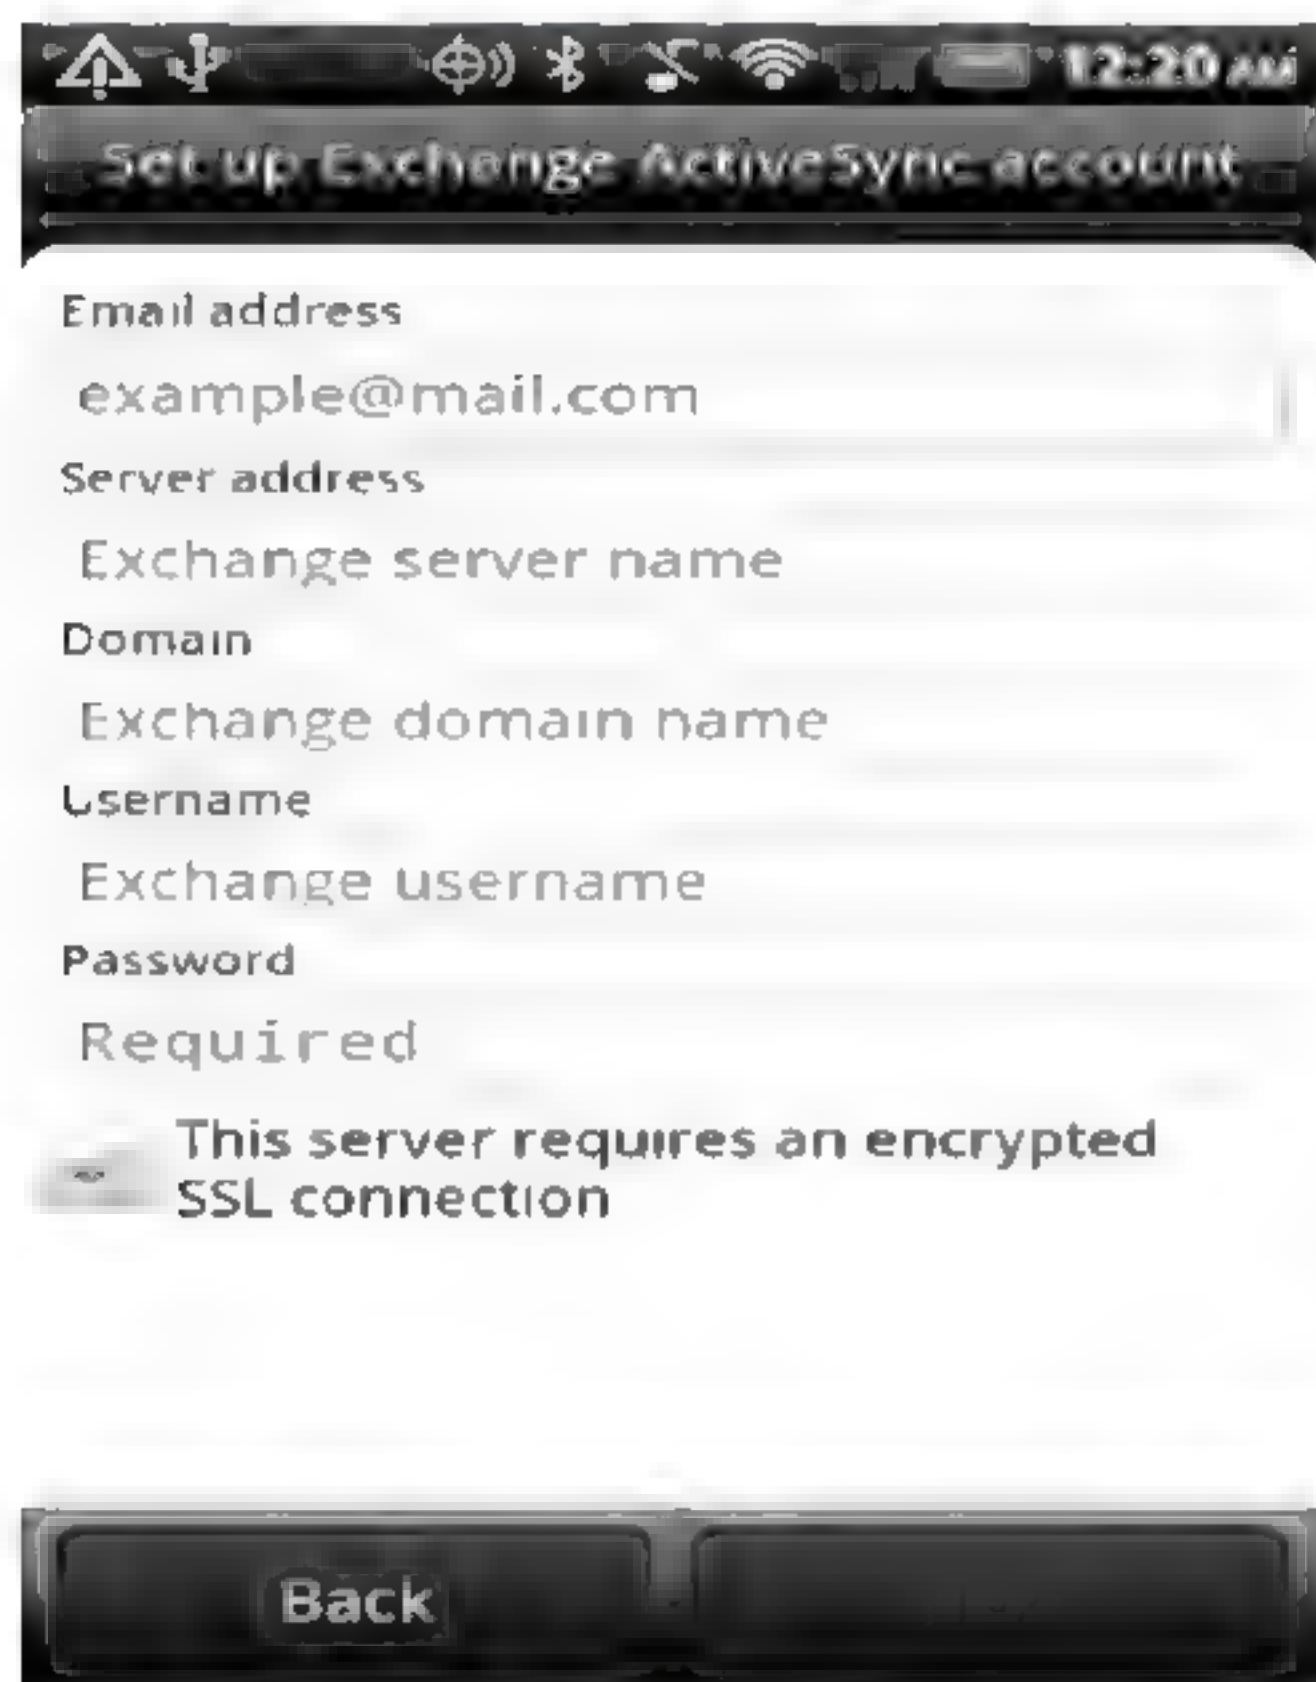 12:20 AM
Set up Exchange ActiveSync account
Email address
example@mail.com
Server address
Exchange server name
Domain
Exchange domain name
Username
Exchange username
Password
Required
This server requires an encrypted
SSL connection
Back